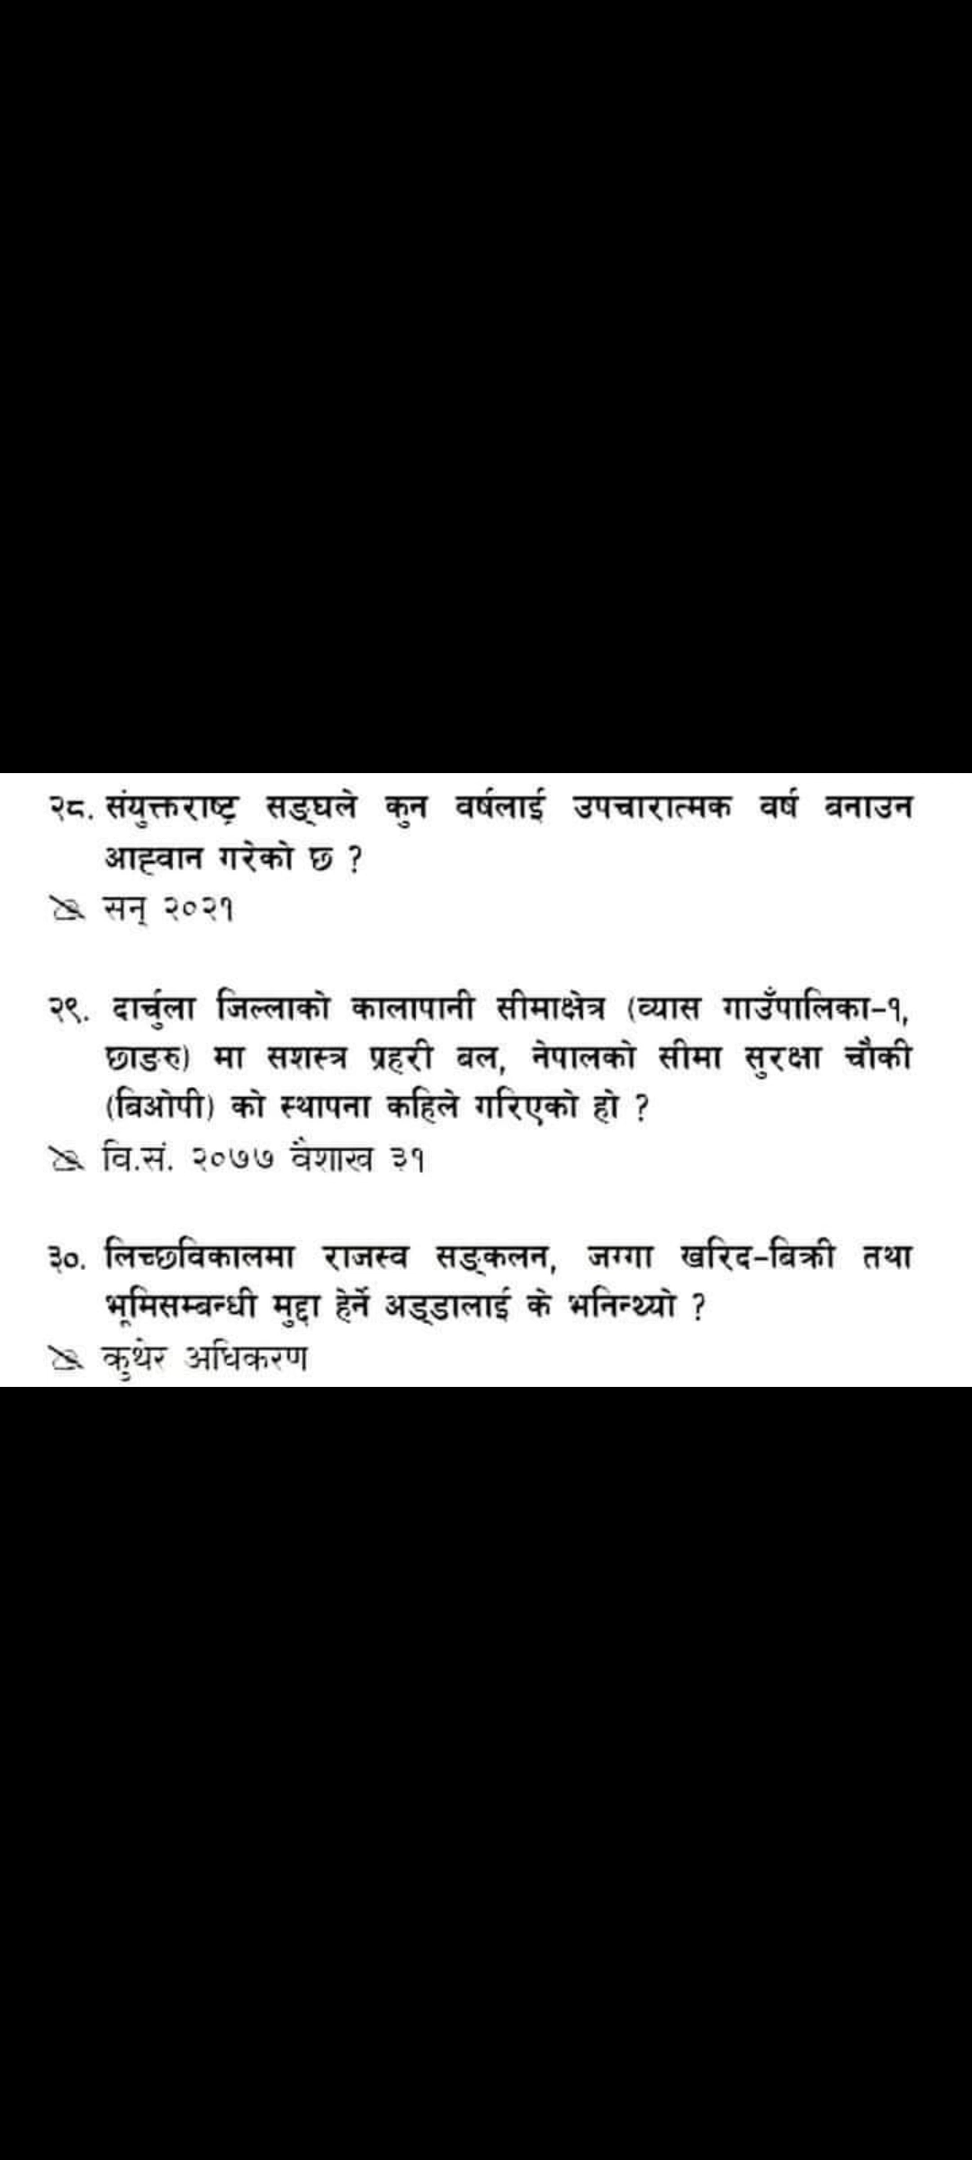 २८. संयुक्तराष्ट्र सङ्घले कुन वर्षलाई उपचारात्मक वर्ष बनाउन
आह्वान गरेको छ ?
सन् २०२१
२९. दार्चुला जिल्लाको कालापानी सीमाक्षेत्र (व्यास गाउँपालिका-१,
छाङरु) मा सशस्त्र प्रहरी बल, नेपालको सीमा सुरक्षा चौकी
(बिओपी) को स्थापना कहिले गरिएको हो ?
वि.सं. २०७७ वैशाख ३१
३०. लिच्छविकालमा राजस्व सङ्कलन, जग्गा खरिद-बिक्री तथा
भूमिसम्बन्धी मुद्दा हेर्ने अड्डालाई के भनिन्थ्यो ?
कुथेर अधिकरण